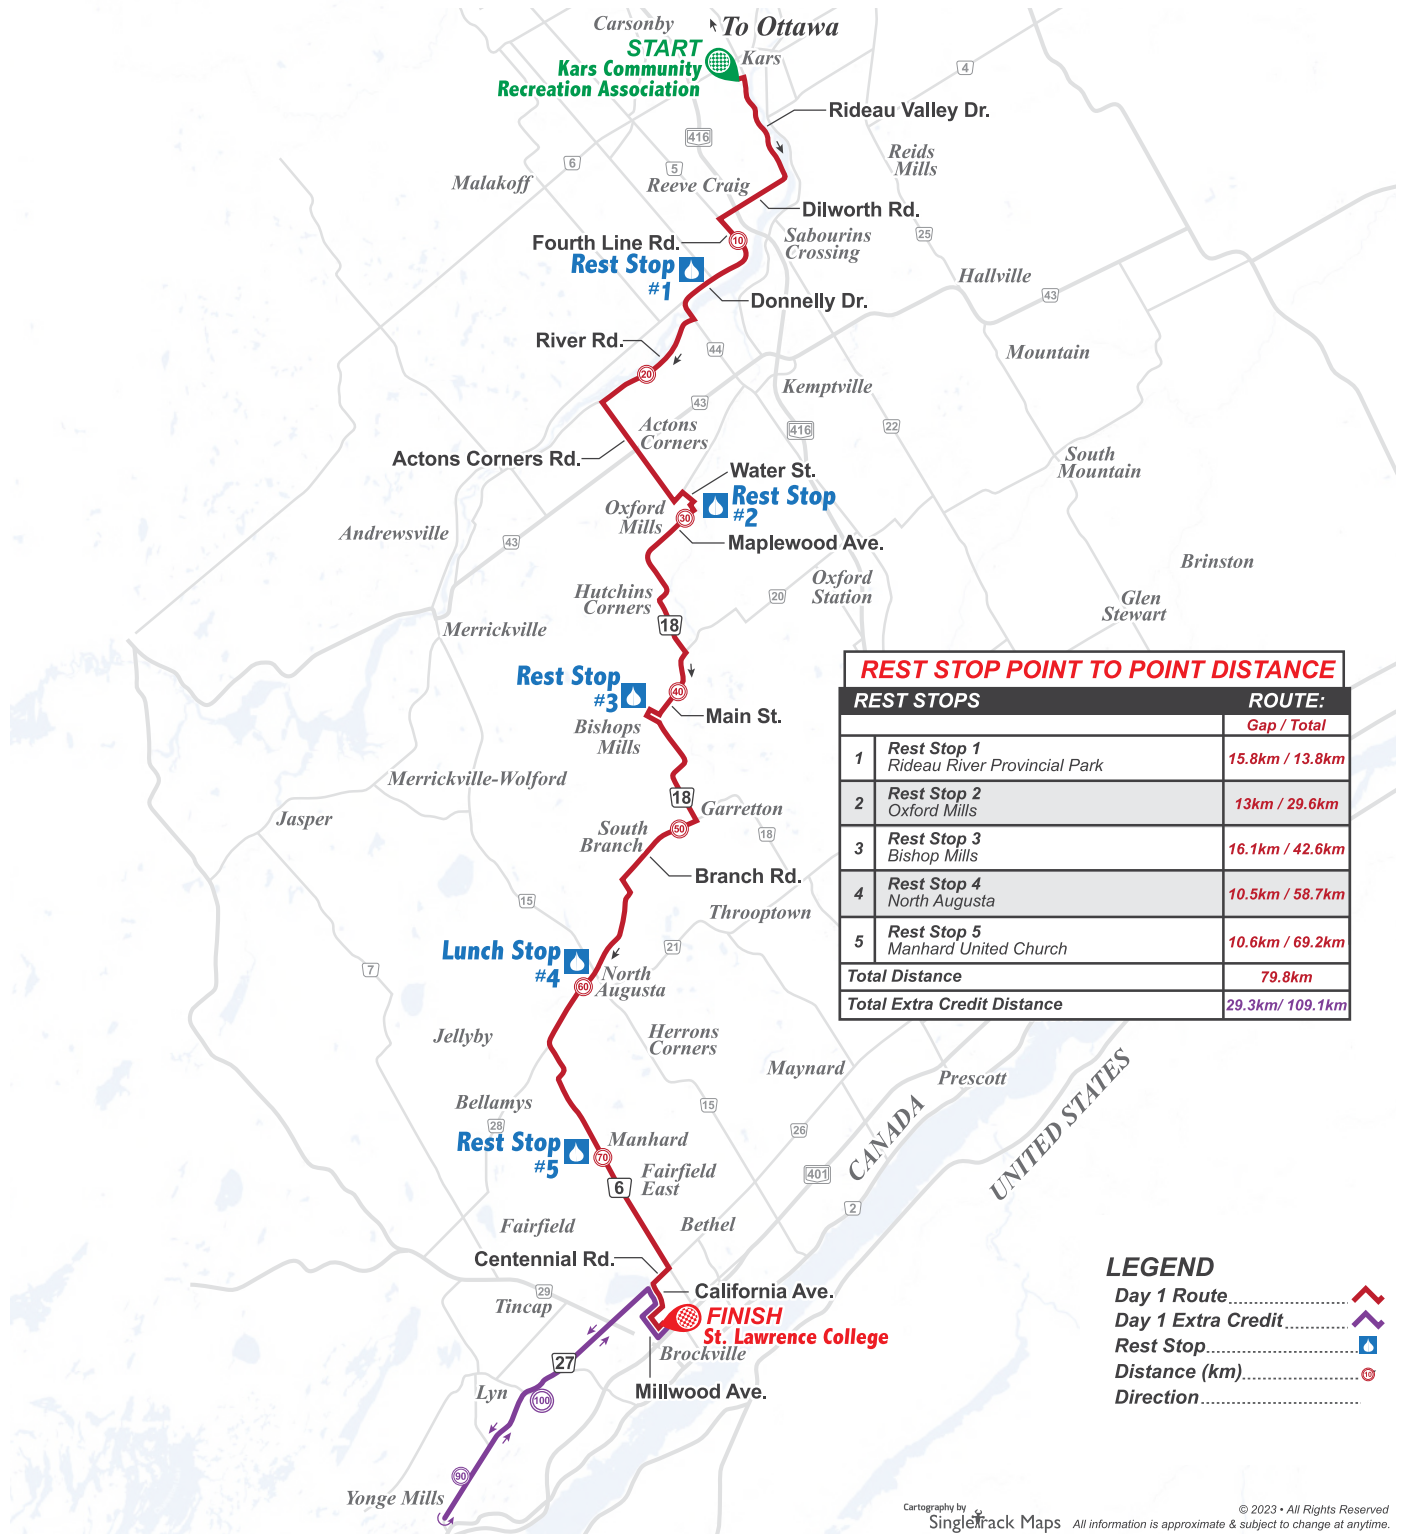 Carsonby
To Ottawa
START
Kars Community
Recreation Association
Kars
4
Rideau Valley Dr.
416
Reids
Mills
6
5
Malakoff
Reeve Craig
Dilworth Rd.
Fourth Line Rd.
10
Sabourins
Crossing
25
Rest Stop
#1
Hallville
43
Donnelly Dr.
River Rd.
44
Mountain
20
Kemptville
43
Actons
Corners
416
22
Actons Corners Rd.
South
Mountain
Water St.
Rest Stop
#2
Oxford
Mills
30
Andrewsville
43
Maplewood Ave.
Brinston
Oxford
Station
Hutchins
Corners
20
Glen
Stewart
18
Merrickville
Rest Stop
#3
40
Main St.
Bishops
Mills
REST STOP POINT TO POINT DISTANCE
REST STOPS ROUTE:
Gap / Total
1 Rest Stop 1 15.8km / 13.8km
Rideau River Provincial Park
2 Rest Stop 2 13km / 29.6km
Oxford Mills
3 Rest Stop 3 16.1km / 42.6km
Bishop Mills
4 Rest Stop 4 10.5km / 58.7km
North Augusta
5 Rest Stop 5 10.6km / 69.2km
Manhard United Church
Total Distance 79.8km
Total Extra Credit Distance 29.3km/ 109.1km
Merrickville-Wolford
18
Garretton
Jasper
South
Branch
50
18
Branch Rd.
15
Throoptown
Lunch Stop
#4
21
7
North
Augusta
60
Jellyby
Herrons
Corners
Maynard
Prescott
CANADA
UNITED STATES
Bellamys
28
15
26
Rest Stop
#5
Manhard
70
Fairfield
East
6
401
2
Fairfield
Bethel
Centennial Rd.
29
California Ave.
Tincap
FINISH
St. Lawrence College
Brockville
27
Millwood Ave.
Lyn
100
90
Yonge Mills
LEGEND
Day 1 Route
Day 1 Extra Credit
Rest Stop
Distance (km) 10
Direction
Cartography by
SingleTrack Maps
© 2023 • All Rights Reserved
All information is approximate & subject to change at anytime.